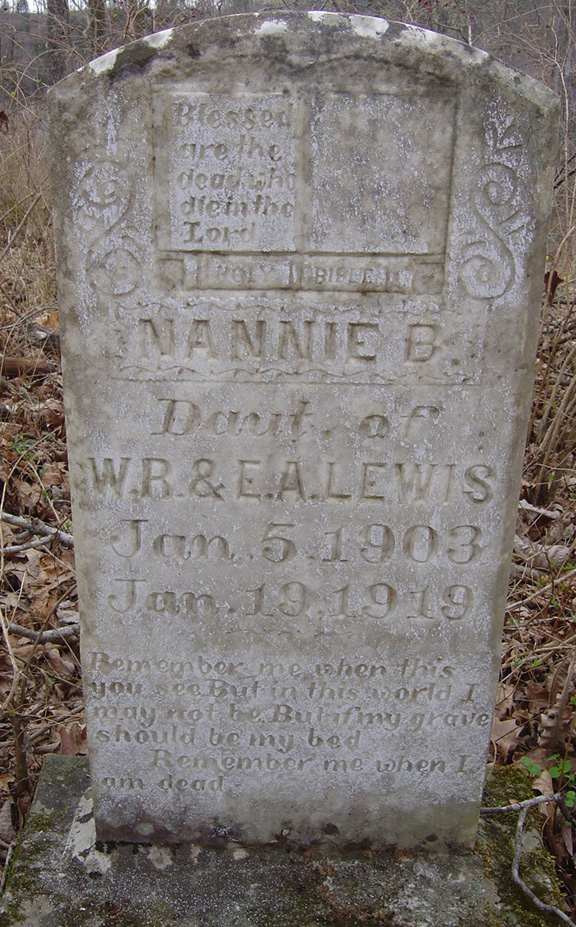 Blessed
are the
dead who
die in the
Lord
HOLY BIBLE
NANNIE B.
Daut. of
W.R. & E.A. LEWIS
Jan. 5. 1903
Jan. 19. 1919
Remember me when this
you see But in this world I
may not be But if my grave
should be my bed
Remember me when I
am dead